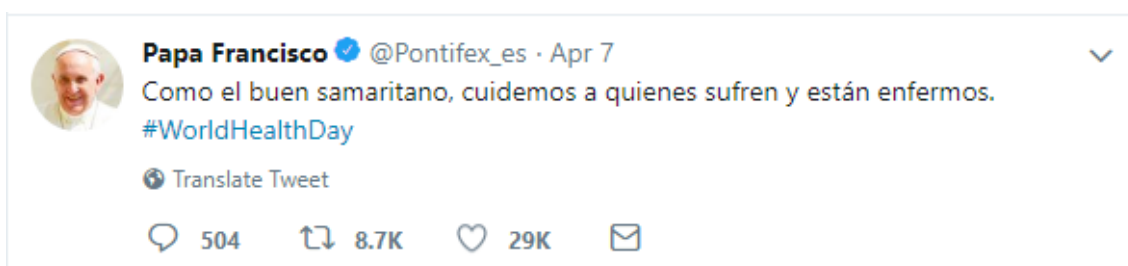 Papa Francisco @Pontifex_es · Apr 7
Como el buen samaritano, cuidemos a quienes sufren y están enfermos.
#WorldHealthDay
Translate Tweet
504 8.7K 29K